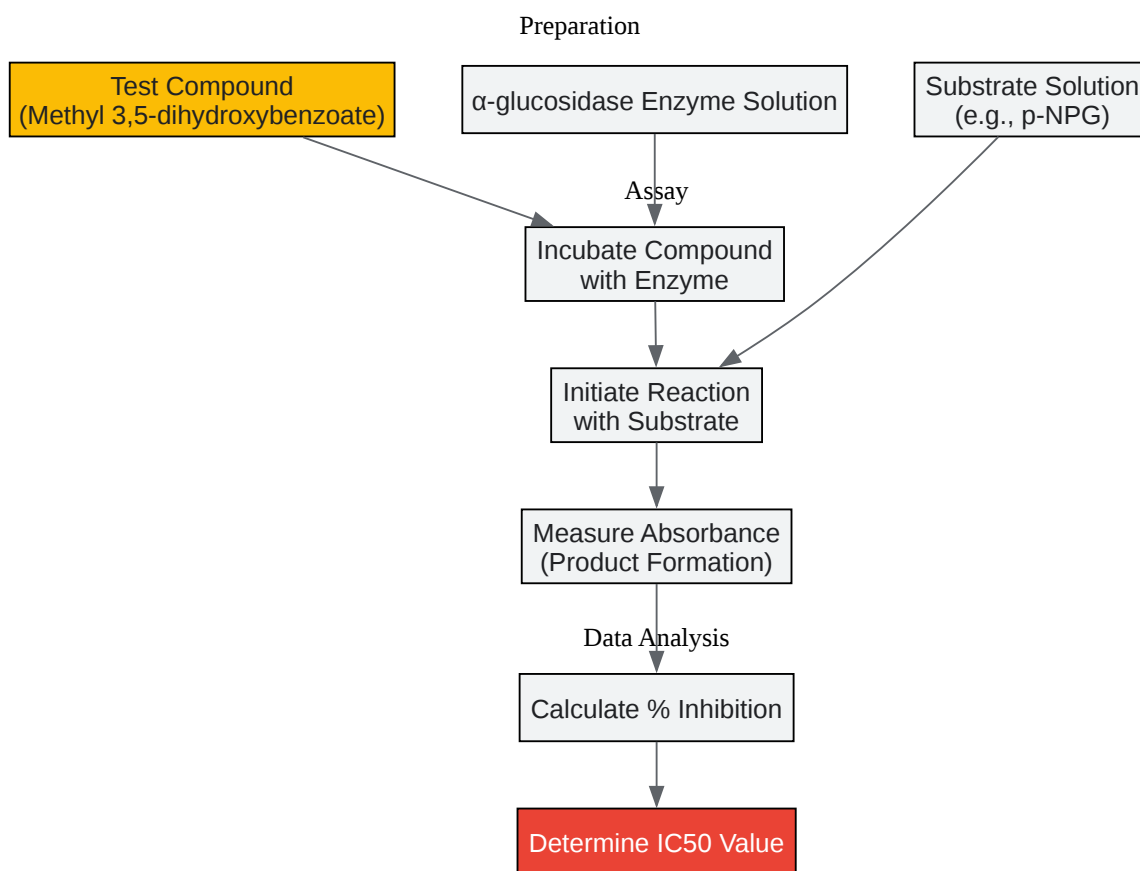 Preparation
Test Compound
(Methyl 3,5-dihydroxybenzoate)
α-glucosidase Enzyme Solution
Substrate Solution
(e.g., p-NPG)
Assay
Incubate Compound
with Enzyme
Initiate Reaction
with Substrate
Measure Absorbance
(Product Formation)
Data Analysis
Calculate % Inhibition
Determine IC50 Value